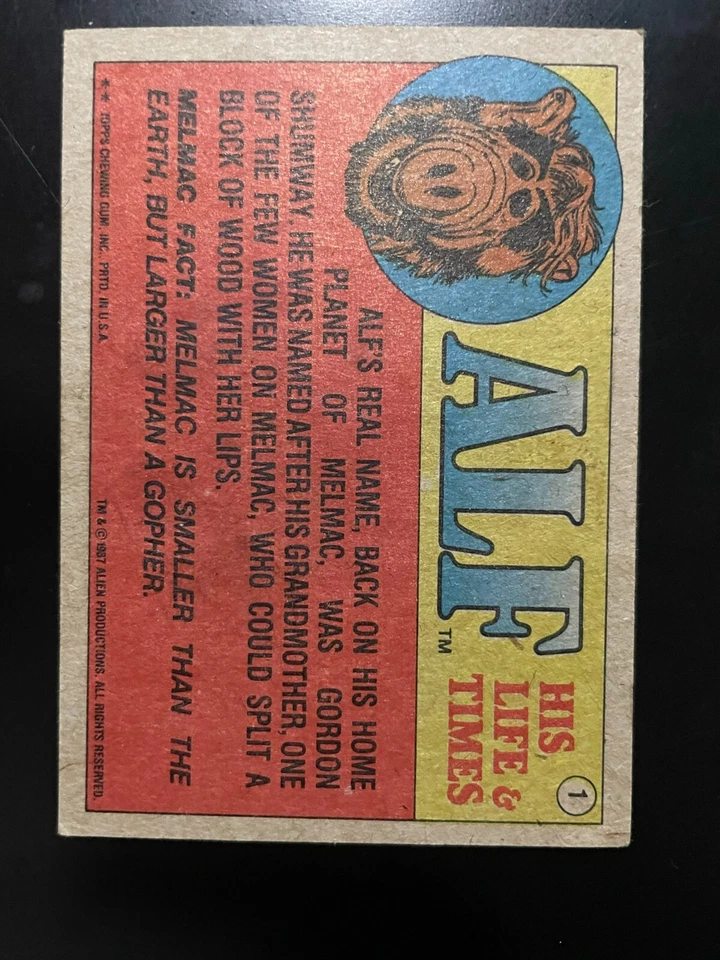 1
ALF™
HIS
LIFE &
TIMES
ALF'S REAL NAME, BACK ON HIS HOME
PLANET OF MELMAC, WAS GORDON
SHUMWAY. HE WAS NAMED AFTER HIS GRANDMOTHER, ONE
OF THE FEW WOMEN ON MELMAC, WHO COULD SPLIT A
BLOCK OF WOOD WITH HER LIPS.
MELMAC FACT: MELMAC IS SMALLER THAN THE
EARTH, BUT LARGER THAN A GOPHER.
** TOPPS CHEWING GUM, INC. PRTD. IN U.S.A. TM & © 1987 ALIEN PRODUCTIONS. ALL RIGHTS RESERVED.